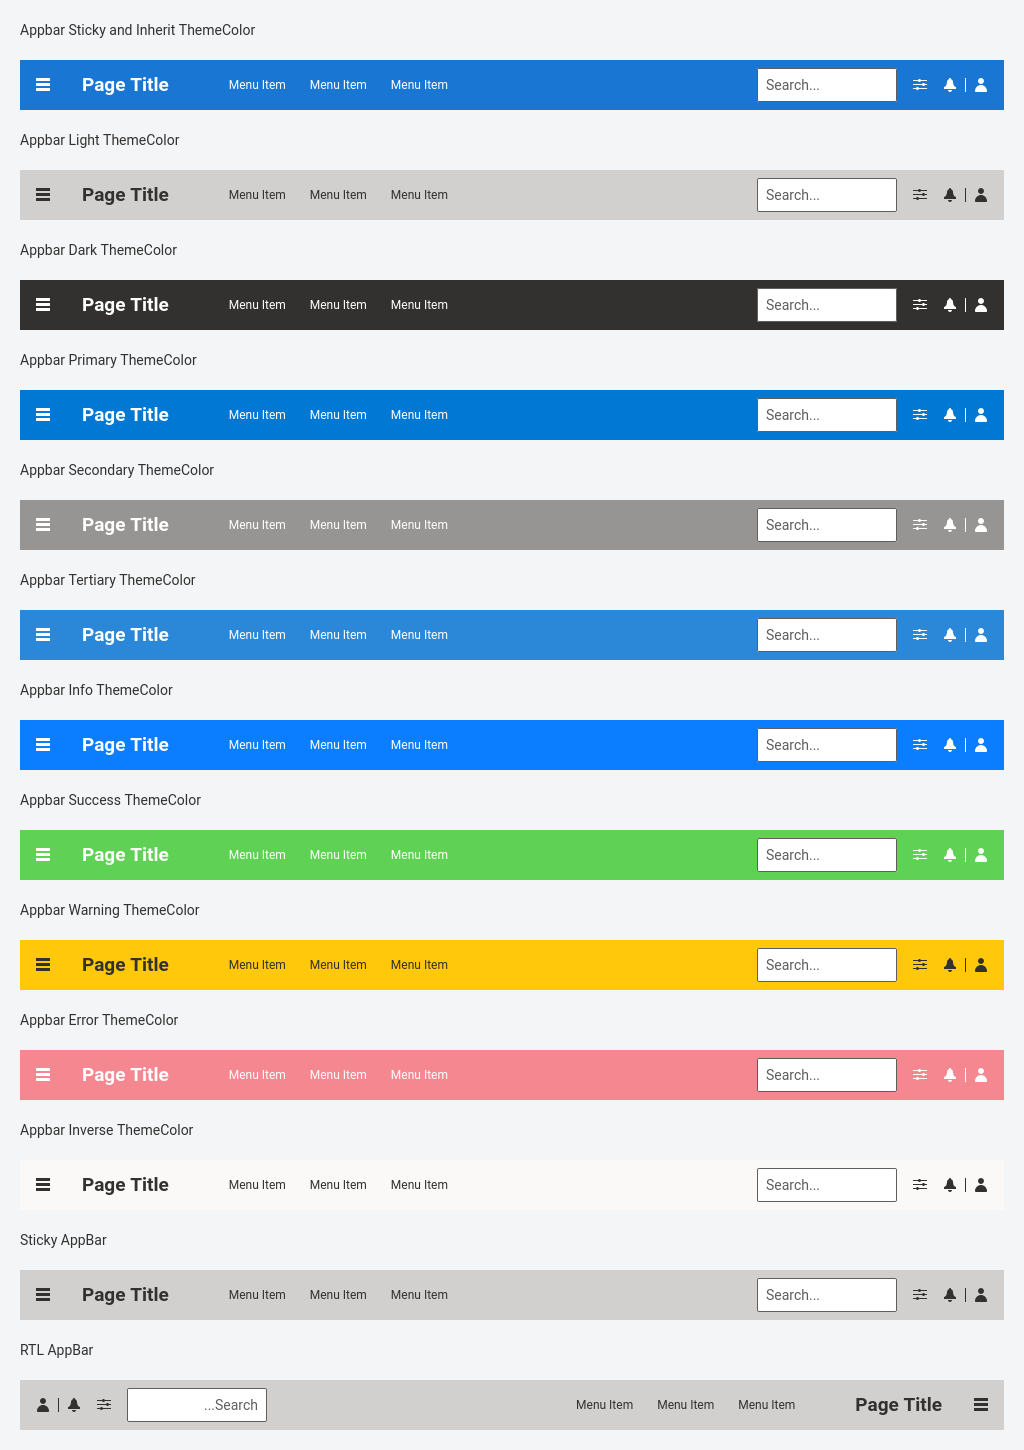 Appbar Sticky and Inherit ThemeColor
Page Title Menu Item Menu Item Menu Item Search...
Appbar Light ThemeColor
Page Title Menu Item Menu Item Menu Item Search...
Appbar Dark ThemeColor
Page Title Menu Item Menu Item Menu Item Search...
Appbar Primary ThemeColor
Page Title Menu Item Menu Item Menu Item Search...
Appbar Secondary ThemeColor
Page Title Menu Item Menu Item Menu Item Search...
Appbar Tertiary ThemeColor
Page Title Menu Item Menu Item Menu Item Search...
Appbar Info ThemeColor
Page Title Menu Item Menu Item Menu Item Search...
Appbar Success ThemeColor
Page Title Menu Item Menu Item Menu Item Search...
Appbar Warning ThemeColor
Page Title Menu Item Menu Item Menu Item Search...
Appbar Error ThemeColor
Page Title Menu Item Menu Item Menu Item Search...
Appbar Inverse ThemeColor
Page Title Menu Item Menu Item Menu Item Search...
Sticky AppBar
Page Title Menu Item Menu Item Menu Item Search...
RTL AppBar
...Search Menu Item Menu Item Menu Item Page Title